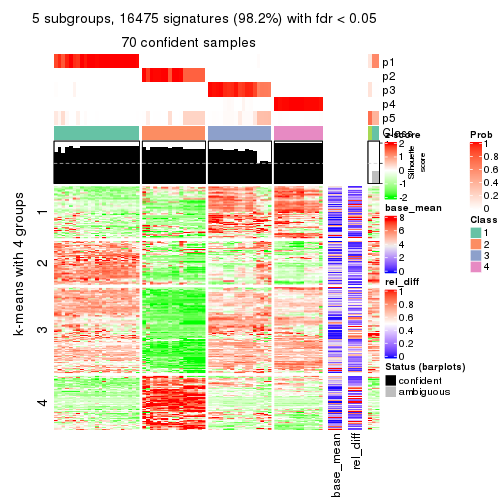 5 subgroups, 16475 signatures (98.2%) with fdr < 0.05
70 confident samples
p1
p2
p3
p4
p5
Class
z-score
2
1
0
-1
-2
Silhouette
score
Prob
1
0.8
0.6
0.4
0.2
0
base_mean
8
6
4
2
0
Class
1
2
3
4
rel_diff
1
0.8
0.6
0.4
0.2
0
Status (barplots)
confident
ambiguous
k-means with 4 groups
1
2
3
4
base_mean
rel_diff